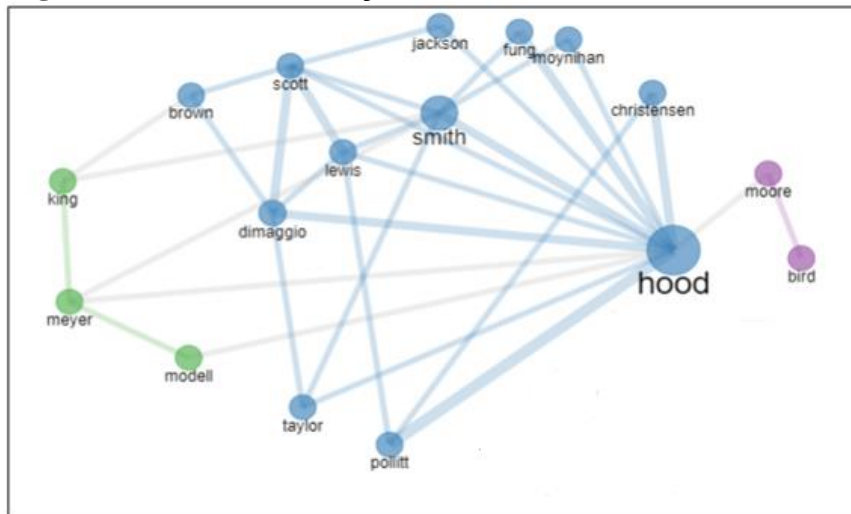 jackson
fung
moynihan
scott
christensen
brown
smith
lewis
moore
king
dimaggio
bird
hood
meyer
modell
taylor
pollitt